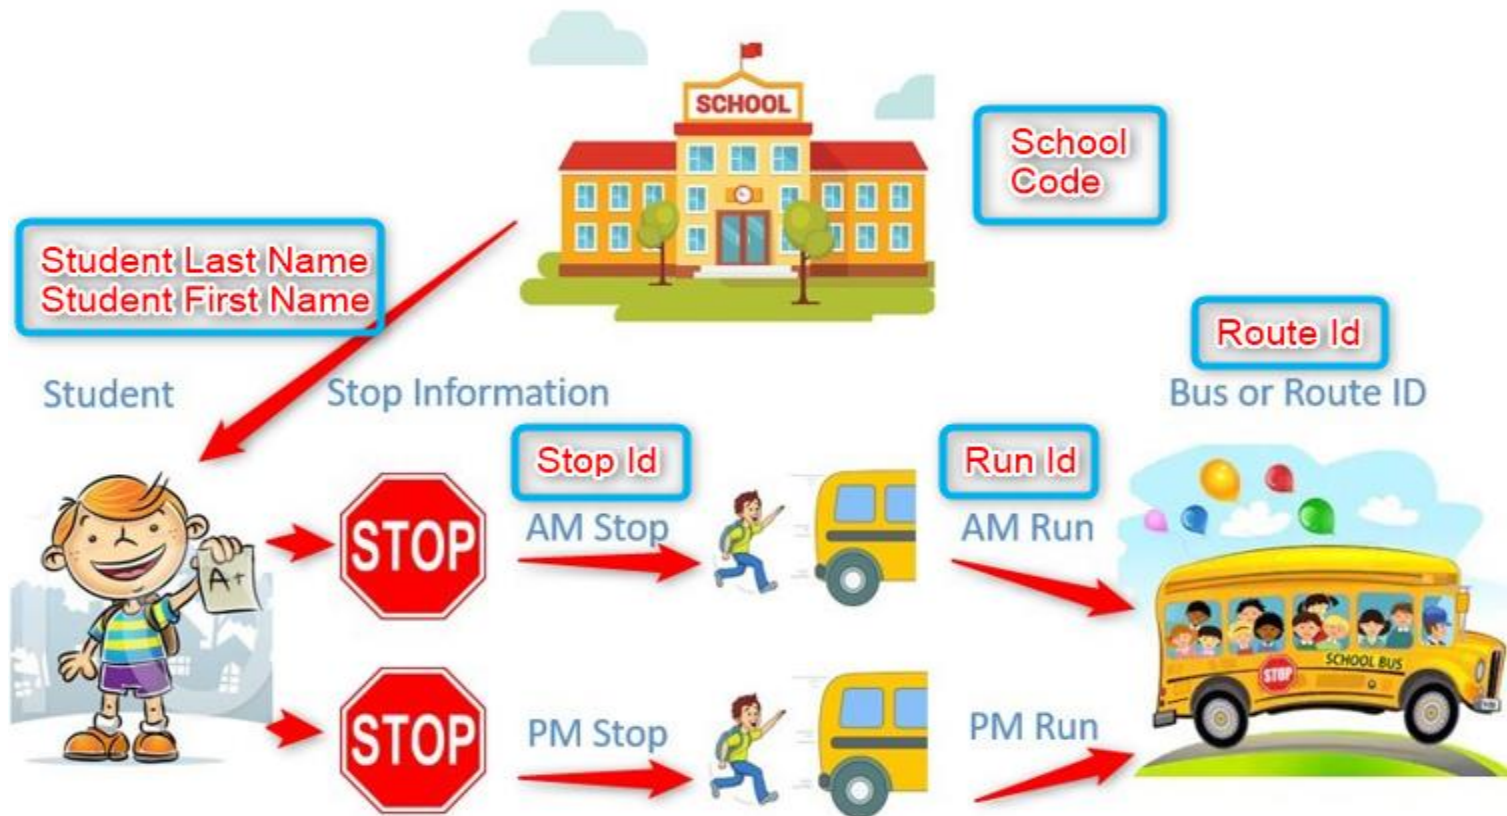 SCHOOL
School
Code
Student Last Name
Student First Name
Route Id
Student
Stop Information
Bus or Route ID
Stop Id
Run Id
STOP
AM Stop
AM Run
A+
SCHOOL BUS
STOP
STOP
PM Stop
PM Run